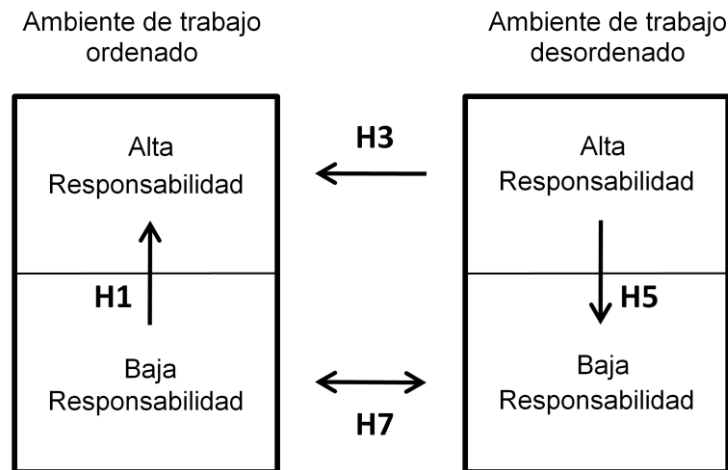 Ambiente de trabajo
ordenado
Ambiente de trabajo
desordenado
Alta
Responsabilidad
H3
Alta
Responsabilidad
H1
H5
Baja
Responsabilidad
H7
Baja
Responsabilidad